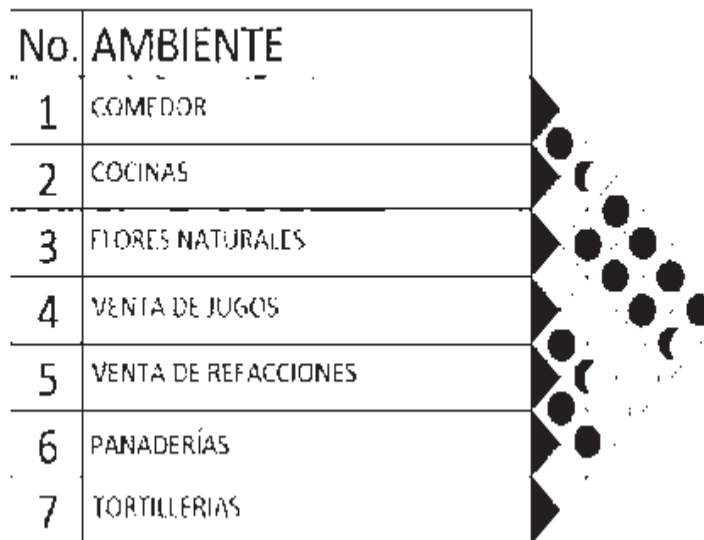 No. AMBIENTE
1 COMEDOR
2 COCINAS
3 FLORES NATURALES
4 VENTA DE JUGOS
5 VENTA DE REFACCIONES
6 PANADERÍAS
7 TORTILLERIAS